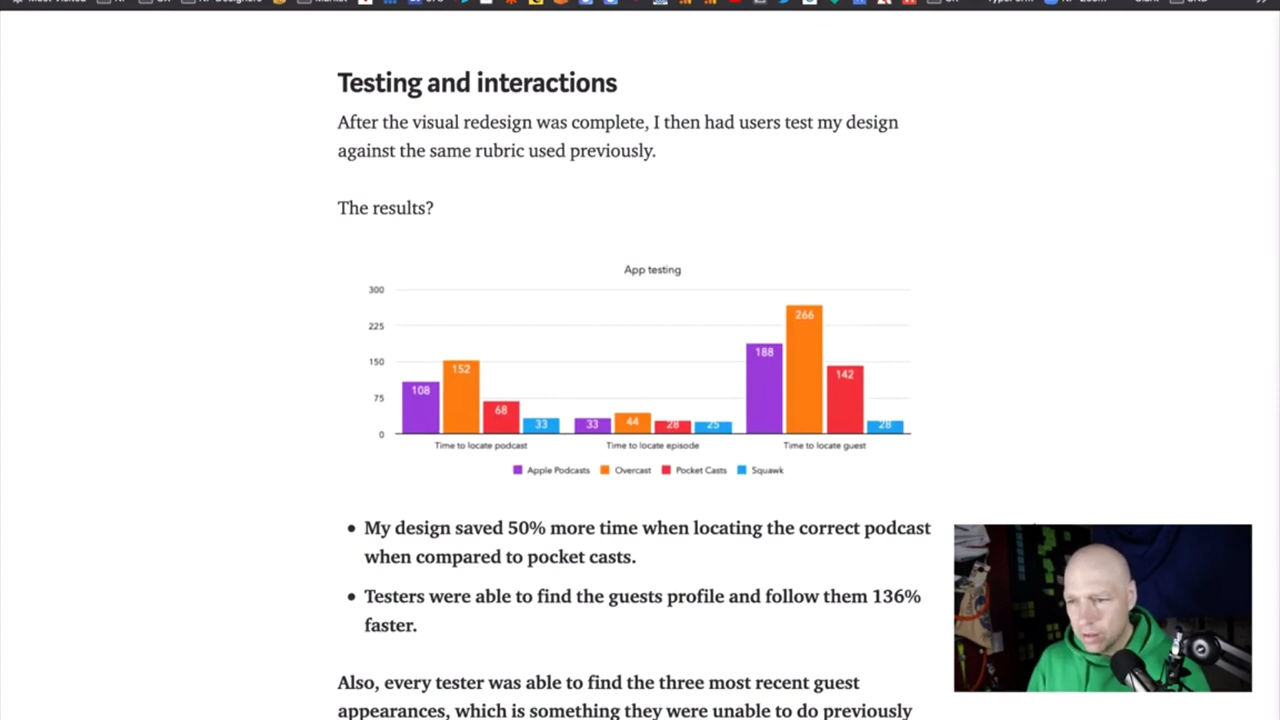 Testing and interactions
After the visual redesign was complete, I then had users test my design
against the same rubric used previously.
The results?
App testing
300
225
150
75
0
108
152
68
33
33
44
28
25
188
266
142
28
Time to locate podcast
Time to locate episode
Time to locate guest
Apple Podcasts
Overcast
Pocket Casts
Squawk
• My design saved 50% more time when locating the correct podcast
when compared to pocket casts.
• Testers were able to find the guests profile and follow them 136%
faster.
Also, every tester was able to find the three most recent guest
appearances, which is something they were unable to do previously